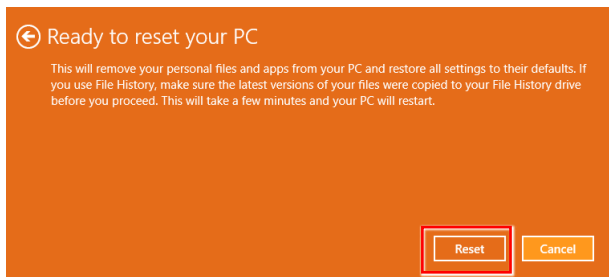 Ready to reset your PC
This will remove your personal files and apps from your PC and restore all settings to their defaults. If
you use File History, make sure the latest versions of your files were copied to your File History drive
before you proceed. This will take a few minutes and your PC will restart.
Reset Cancel